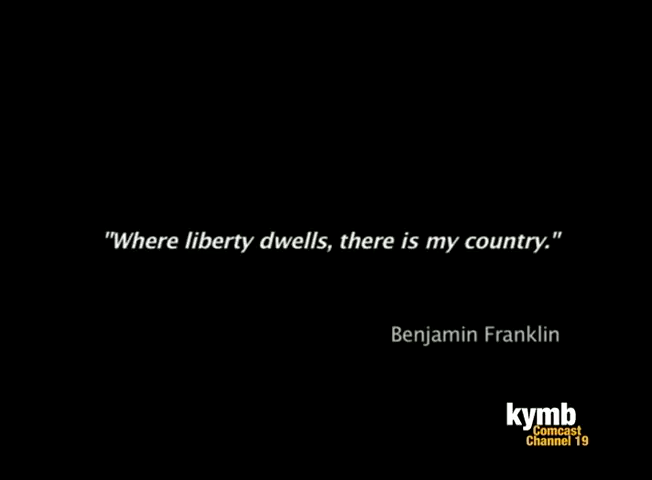 "Where liberty dwells, there is my country."
Benjamin Franklin
kymb
Comcast
Channel 19